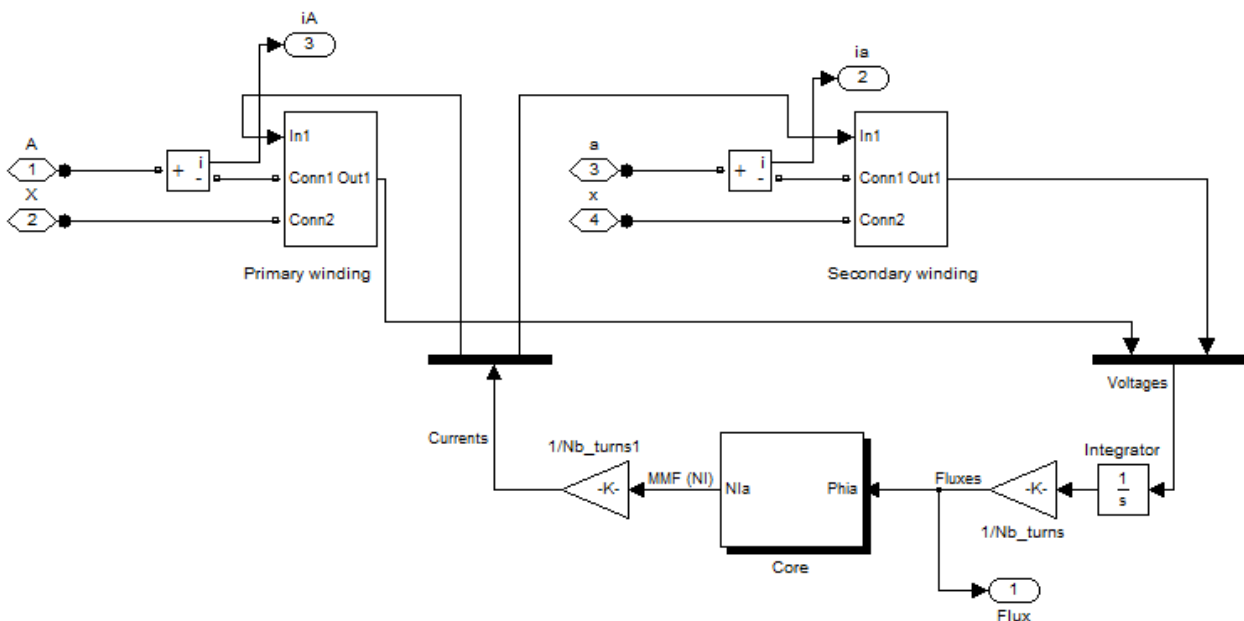 iA
3
ia
2
A
1
+
i
-
In1
Conn1 Out1
Conn2
X
2
Primary winding
a
3
+
i
-
In1
Conn1 Out1
Conn2
x
4
Secondary winding
Voltages
Currents
1/Nb_turns1
-K-
MMF (NI)
NIa
Phia
Core
Fluxes
-K-
1/Nb_turns
Integrator
1
s
1
Flux